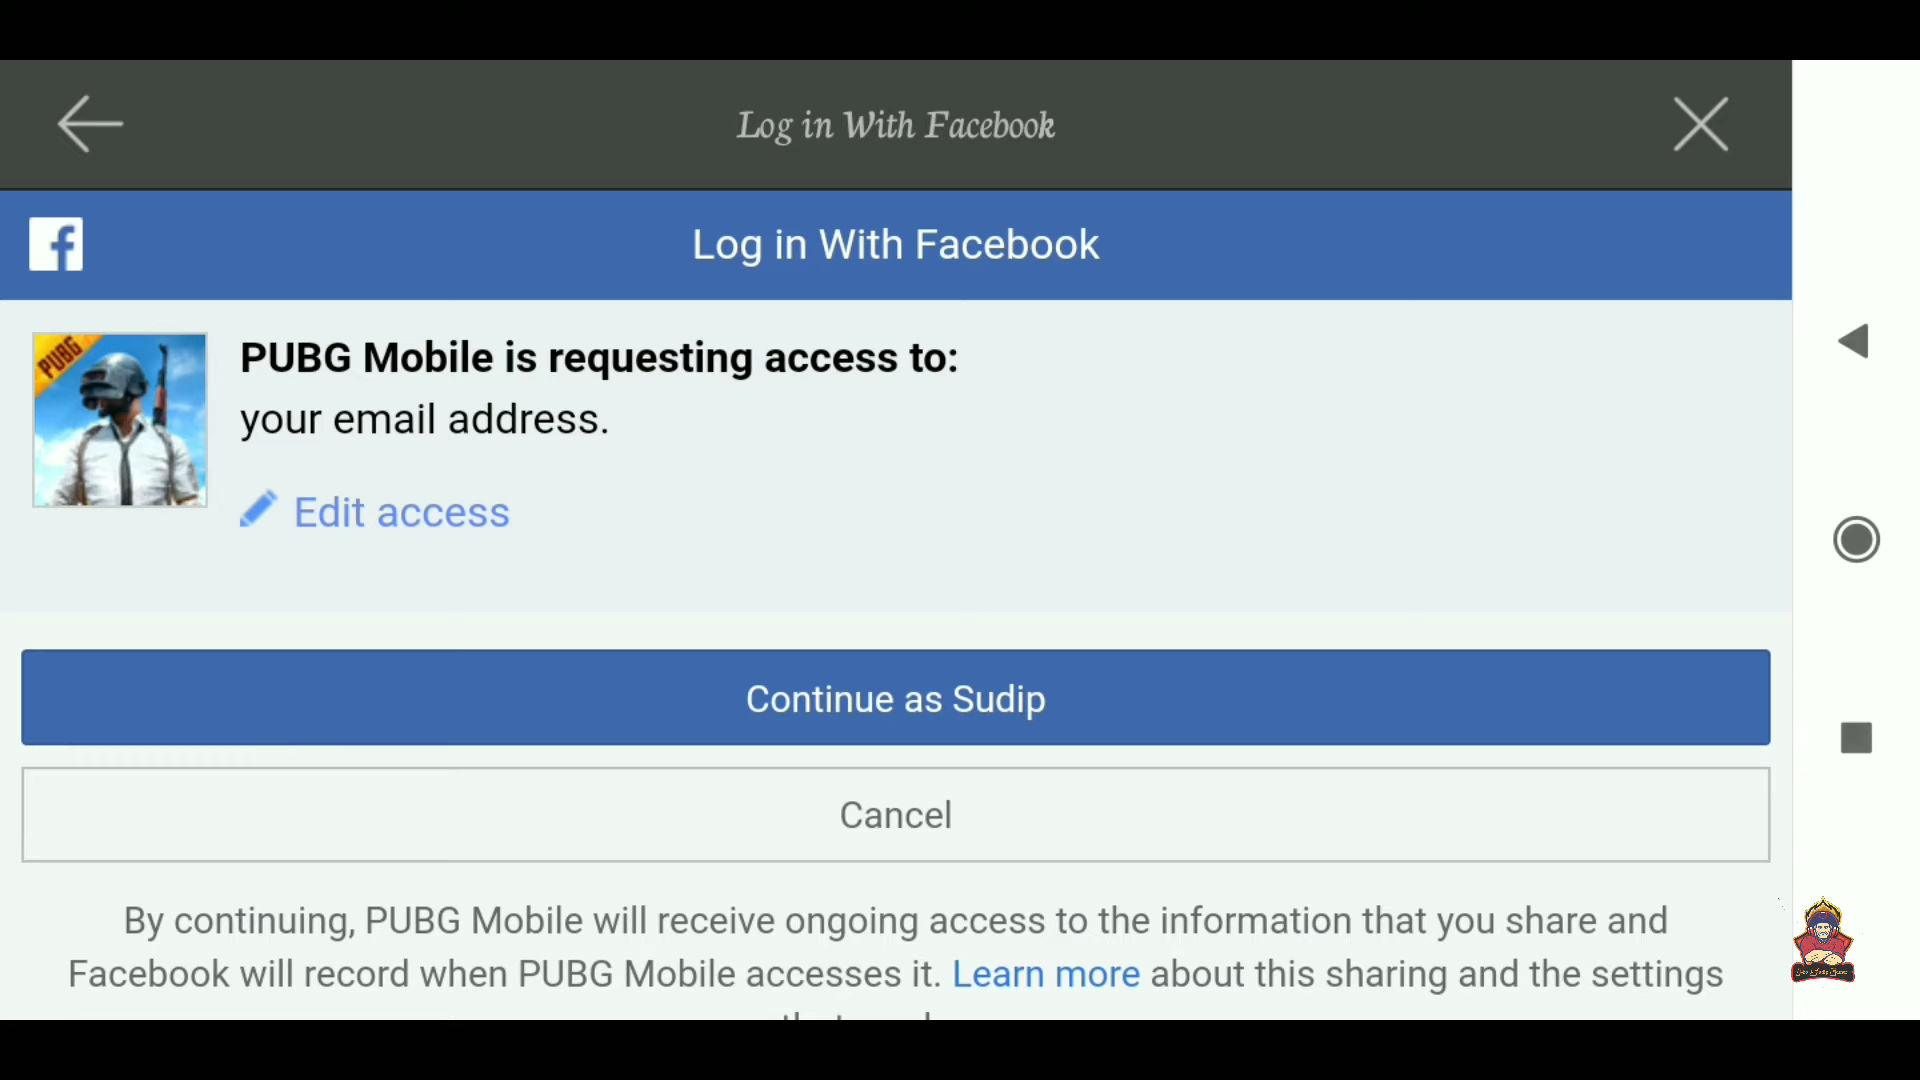 Log in With Facebook
Log in With Facebook
PUBG
PUBG Mobile is requesting access to:
your email address.
Edit access
Continue as Sudip
Cancel
By continuing, PUBG Mobile will receive ongoing access to the information that you share and
Facebook will record when PUBG Mobile accesses it. Learn more about this sharing and the settings